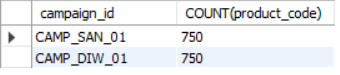 campaign_id COUNT(product_code)
CAMP_SAN_01 750
CAMP_DIW_01 750